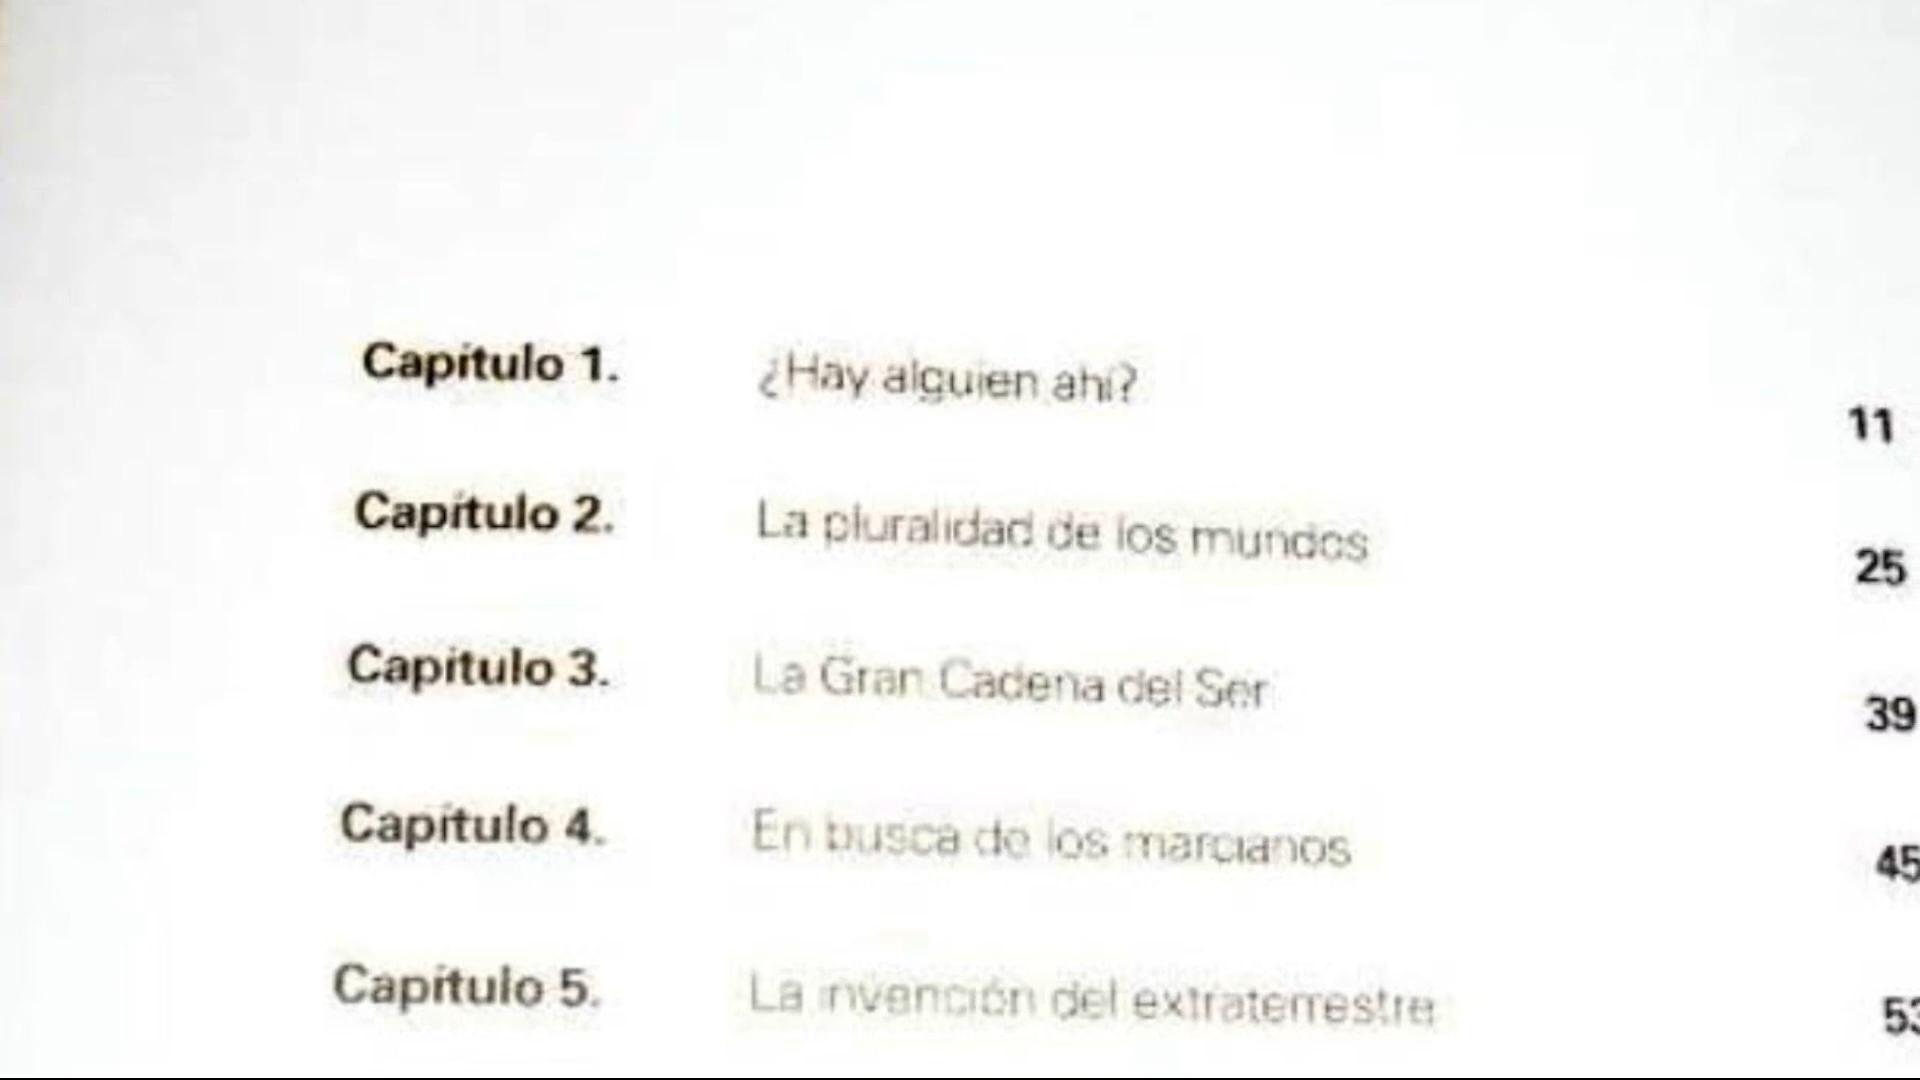 Capítulo 1. ¿Hay alguien ahí? 11
Capítulo 2. La pluralidad de los mundos 25
Capítulo 3. La Gran Cadena del Ser 39
Capítulo 4. En busca de los marcianos 45
Capítulo 5. La invención del extraterrestre 53